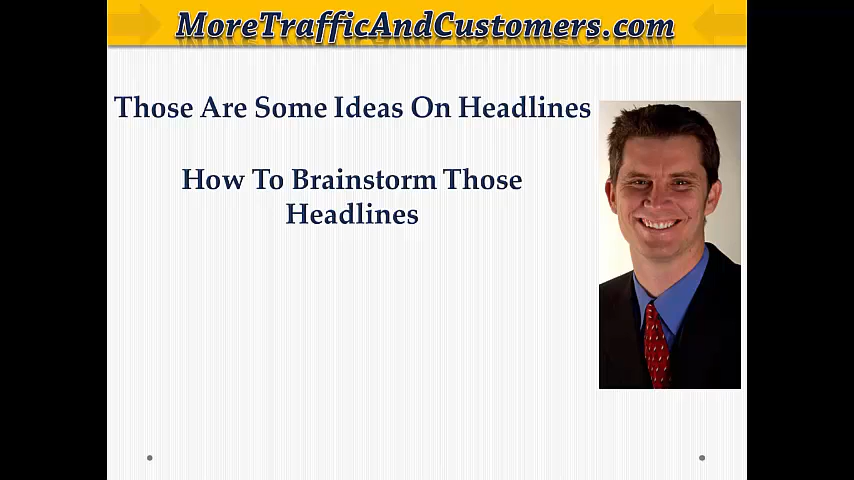 MoreTrafficAndCustomers.com
Those Are Some Ideas On Headlines
How To Brainstorm Those
Headlines